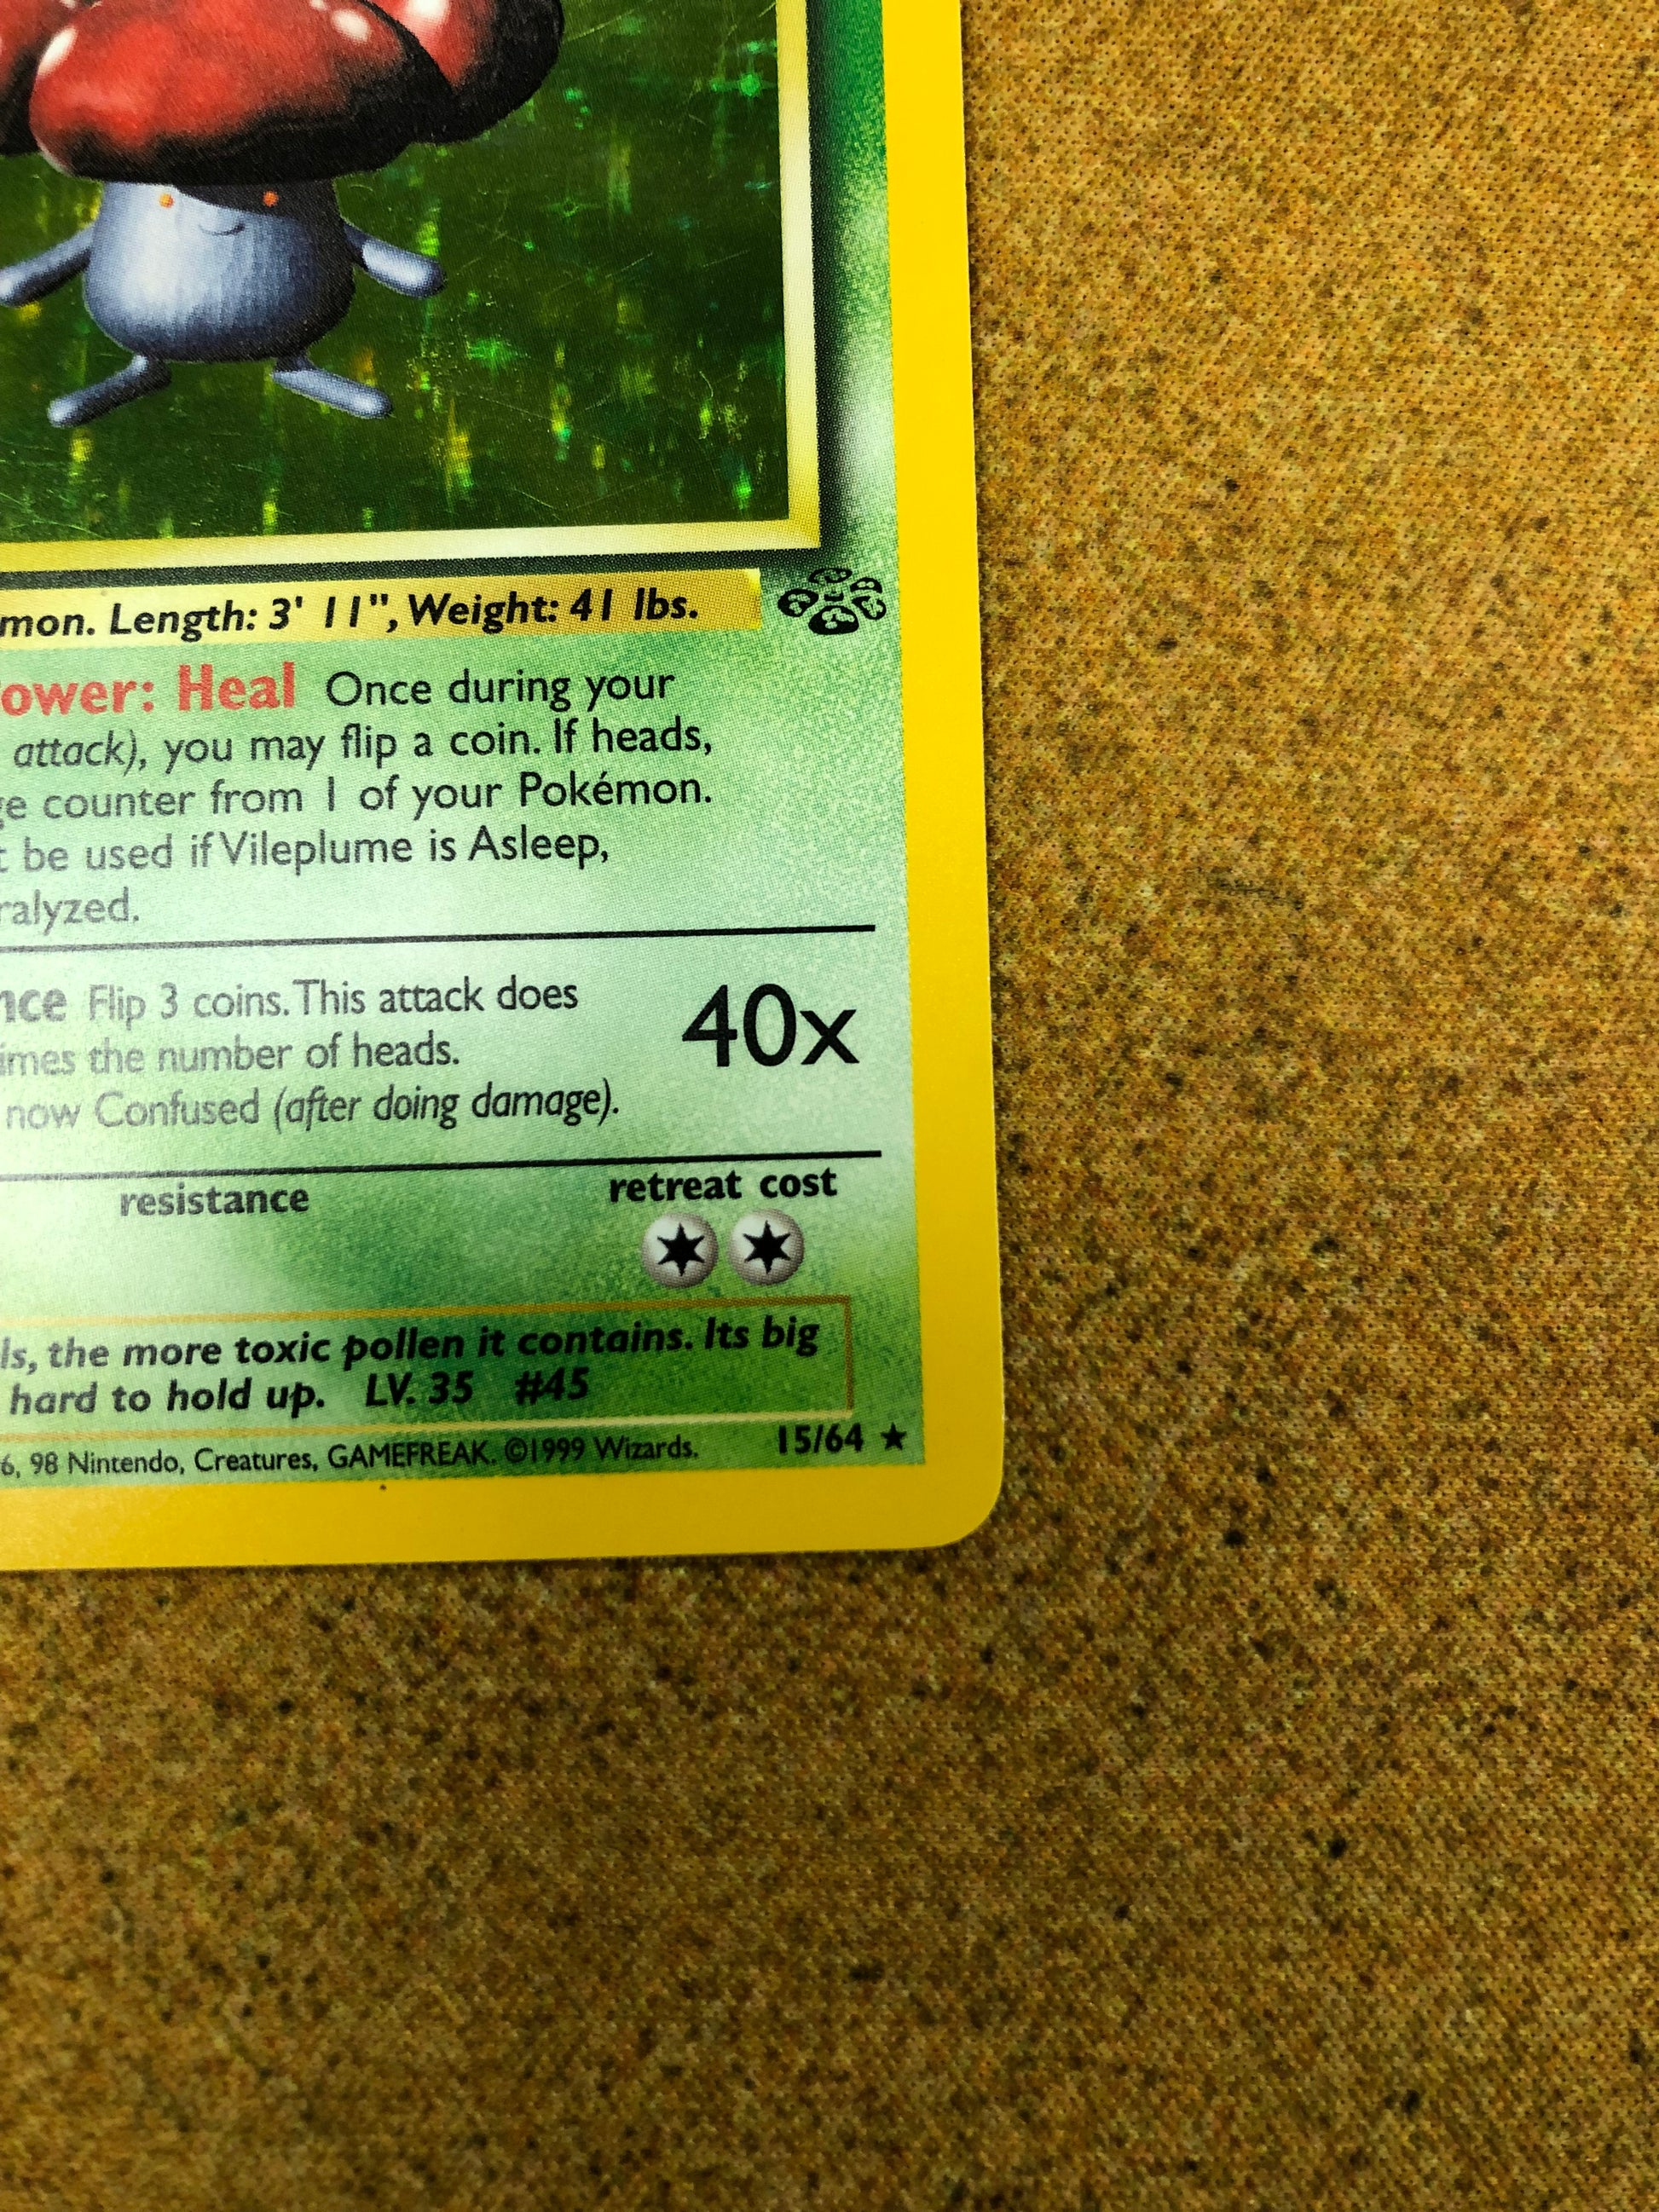 mon. Length: 3' 11", Weight: 41 lbs.
ower: Heal Once during your
attack), you may flip a coin. If heads,
ge counter from 1 of your Pokémon.
t be used if Vileplume is Asleep,
ralyzed.
nce Flip 3 coins. This attack does
40x
imes the number of heads.
now Confused (after doing damage).
resistance
retreat cost
ls, the more toxic pollen it contains. Its big
hard to hold up. LV. 35 #45
6, 98 Nintendo, Creatures, GAMEFREAK. ©1999 Wizards.
15/64 ★